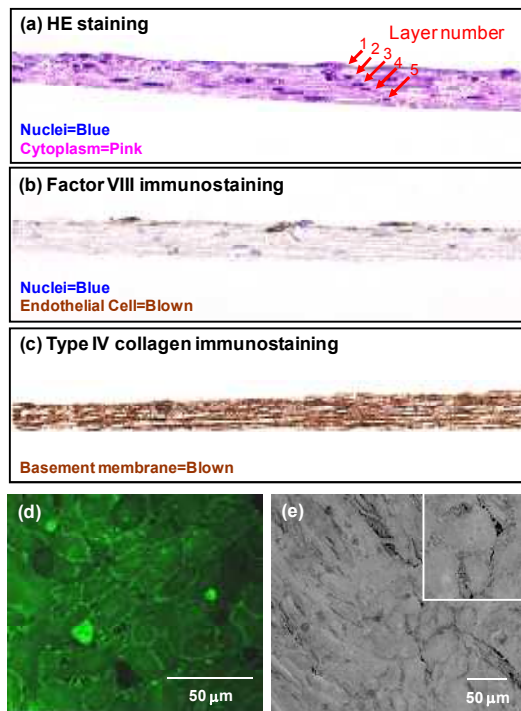 (a) HE staining
Layer number
1
2
3
4
5
Nuclei=Blue
Cytoplasm=Pink
(b) Factor VIII immunostaining
Nuclei=Blue
Endothelial Cell=Blown
(c) Type IV collagen immunostaining
Basement membrane=Blown
(d)
50 μm
(e)
50 μm